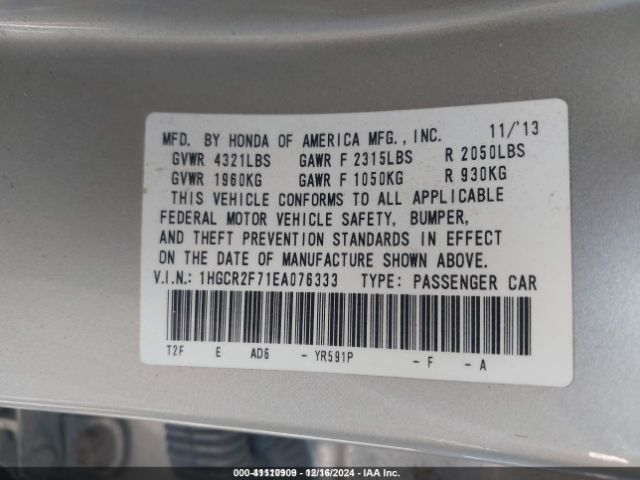 MFD. BY HONDA OF AMERICA MFG., INC. 11/'13
GVWR 4321LBS GAWR F 2315LBS R 2050LBS
GVWR 1960KG GAWR F 1050KG R 930KG
THIS VEHICLE CONFORMS TO ALL APPLICABLE
FEDERAL MOTOR VEHICLE SAFETY, BUMPER,
AND THEFT PREVENTION STANDARDS IN EFFECT
ON THE DATE OF MANUFACTURE SHOWN ABOVE.
V.I.N.: 1HGCR2F71EA076333 TYPE: PASSENGER CAR
T2F E AD6 - YR591P - F - A
12/16/2024 - IAA Inc.